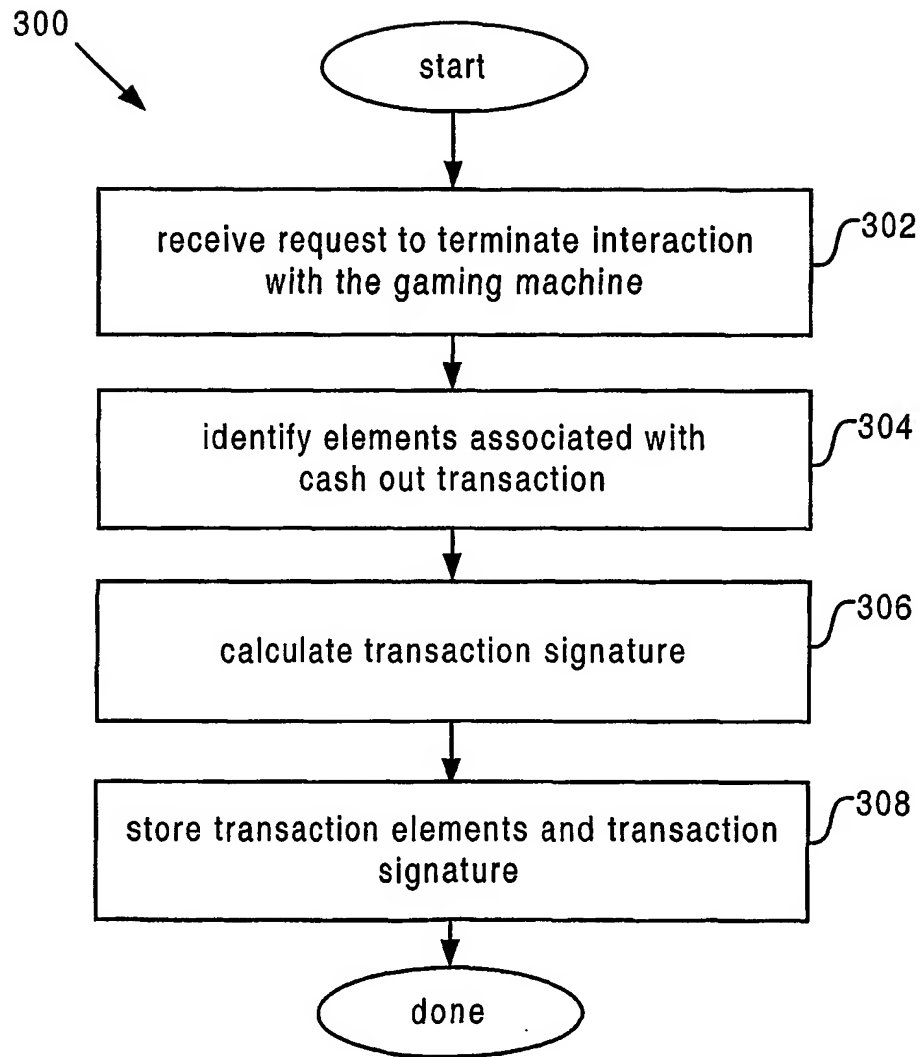 300
start
receive request to terminate interaction
with the gaming machine
302
identify elements associated with
cash out transaction
304
calculate transaction signature
306
store transaction elements and transaction
signature
308
done